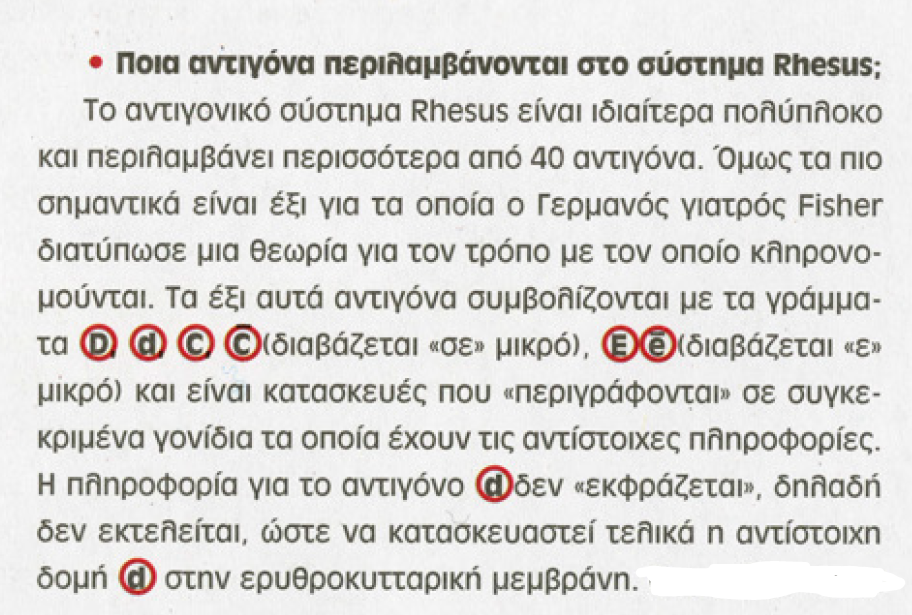 • Ποια αντιγόνα περιλαμβάνονται στο σύστημα Rhesus;
Το αντιγονικό σύστημα Rhesus είναι ιδιαίτερα πολύπλοκο
και περιλαμβάνει περισσότερα από 40 αντιγόνα. Όμως τα πιο
σημαντικά είναι έξι για τα οποία ο Γερμανός γιατρός Fisher
διατύπωσε μια θεωρία για τον τρόπο με τον οποίο κληρονο-
μούνται. Τα έξι αυτά αντιγόνα συμβολίζονται με τα γράμμα-
τα D, d, C, C̄ (διαβάζεται «σε» μικρό), E ē (διαβάζεται «ε»
μικρό) και είναι κατασκευές που «περιγράφονται» σε συγκε-
κριμένα γονίδια τα οποία έχουν τις αντίστοιχες πληροφορίες.
Η πληροφορία για το αντιγόνο d δεν «εκφράζεται», δηλαδή
δεν εκτελείται, ώστε να κατασκευαστεί τελικά η αντίστοιχη
δομή d στην ερυθροκυτταρική μεμβράνη.